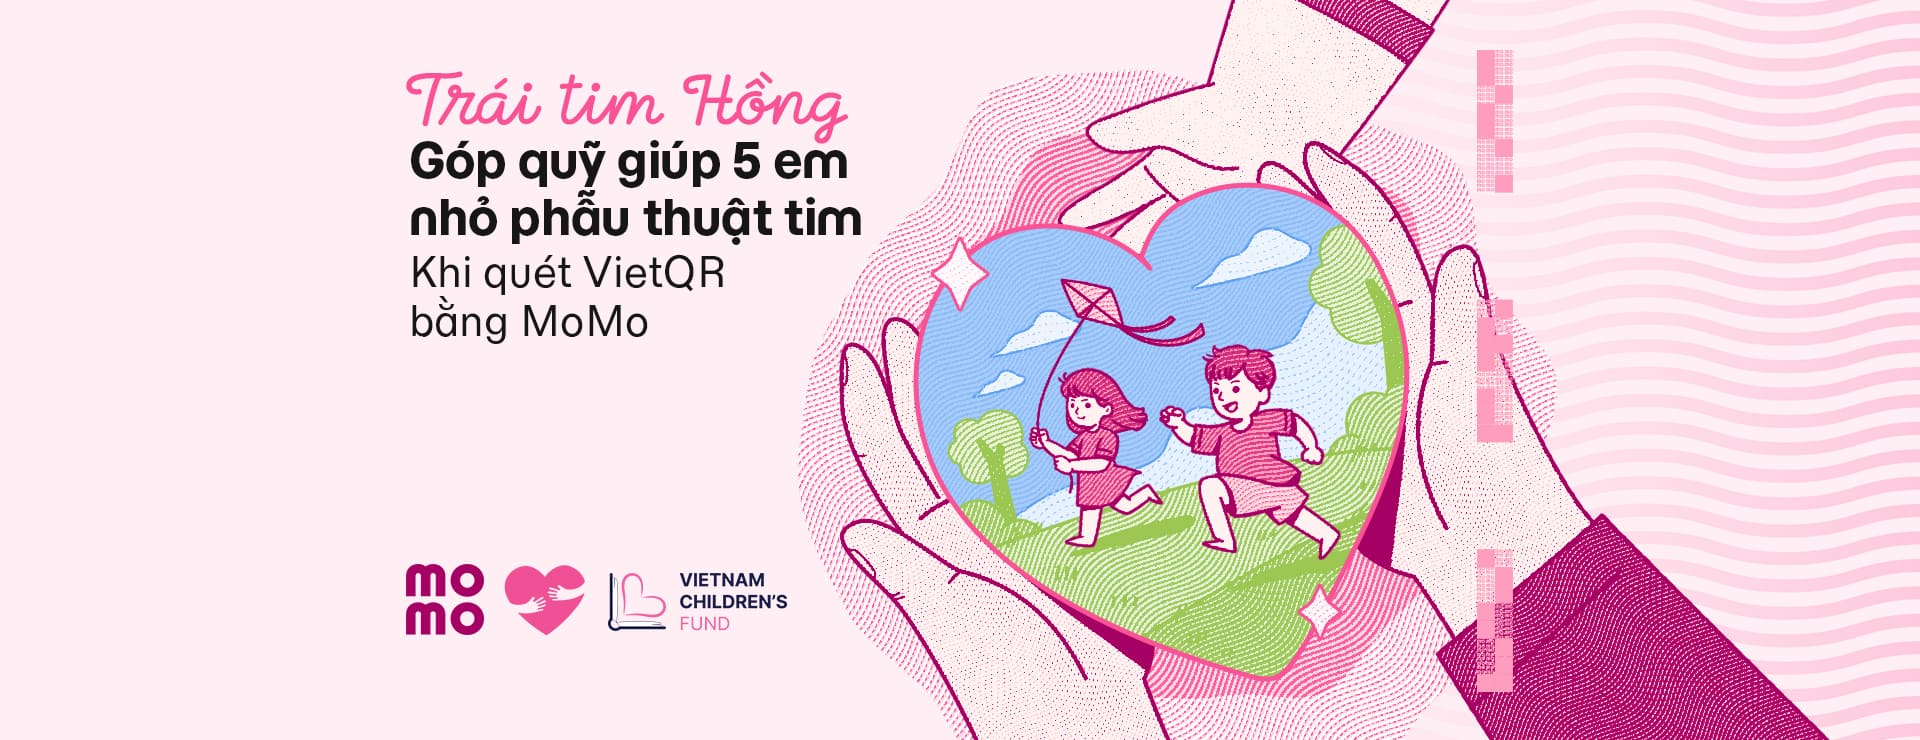 Trái tim Hồng
Góp quỹ giúp 5 em
nhỏ phẫu thuật tim
Khi quét VietQR
bằng MoMo
mo
mo
VIETNAM
CHILDREN'S
FUND